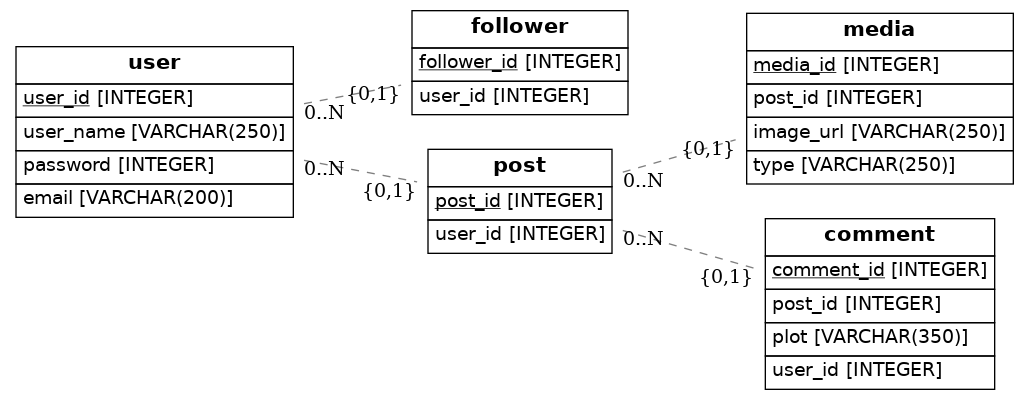 user
user_id [INTEGER]
user_name [VARCHAR(250)]
password [INTEGER]
email [VARCHAR(200)]
0..N
{0,1}
0..N
{0,1}
follower
follower_id [INTEGER]
user_id [INTEGER]
post
post_id [INTEGER]
user_id [INTEGER]
0..N
{0,1}
0..N
{0,1}
media
media_id [INTEGER]
post_id [INTEGER]
image_url [VARCHAR(250)]
type [VARCHAR(250)]
comment
comment_id [INTEGER]
post_id [INTEGER]
plot [VARCHAR(350)]
user_id [INTEGER]